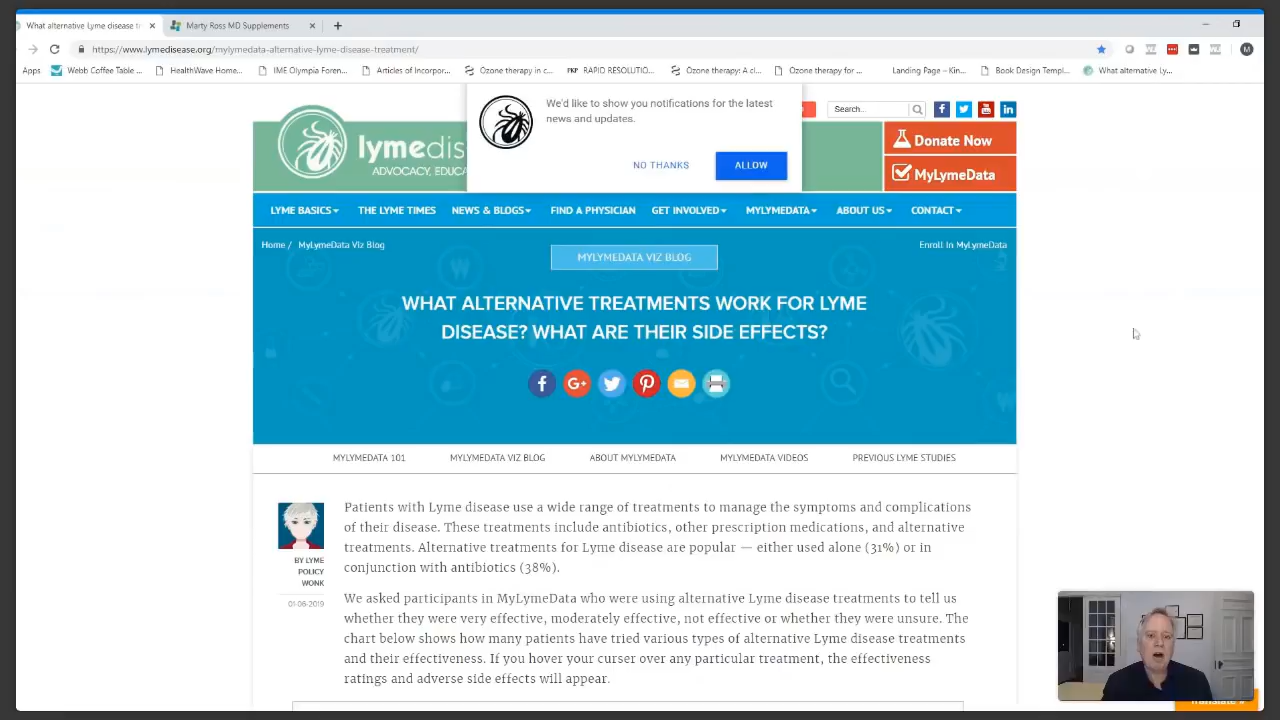 What alternative Lyme disease tr
Marty Ross MD Supplements
https://www.lymedisease.org/mylymedata-alternative-lyme-disease-treatment/
Apps
Webb Coffee Table ...
HealthWave Home...
IME Olympia Foren...
Articles of Incorpor...
Ozone therapy in c...
RAPID RESOLUTIO...
Ozone therapy: A cl...
Ozone therapy for ...
Landing Page – Kin...
Book Design Templ...
What alternative Ly...
We'd like to show you notifications for the latest
news and updates.
NO THANKS
ALLOW
Search...
lymedis
ADVOCACY, EDUCA
Donate Now
MyLymeData
LYME BASICS
THE LYME TIMES
NEWS & BLOGS
FIND A PHYSICIAN
GET INVOLVED
MYLYMEDATA
ABOUT US
CONTACT
Home / MyLymeData Viz Blog
Enroll In MyLymeData
MYLYMEDATA VIZ BLOG
WHAT ALTERNATIVE TREATMENTS WORK FOR LYME
DISEASE? WHAT ARE THEIR SIDE EFFECTS?
MYLYMEDATA 101
MYLYMEDATA VIZ BLOG
ABOUT MYLYMEDATA
MYLYMEDATA VIDEOS
PREVIOUS LYME STUDIES
BY LYME
POLICY
WONK
01-06-2019
Patients with Lyme disease use a wide range of treatments to manage the symptoms and complications
of their disease. These treatments include antibiotics, other prescription medications, and alternative
treatments. Alternative treatments for Lyme disease are popular — either used alone (31%) or in
conjunction with antibiotics (38%).
We asked participants in MyLymeData who were using alternative Lyme disease treatments to tell us
whether they were very effective, moderately effective, not effective or whether they were unsure. The
chart below shows how many patients have tried various types of alternative Lyme disease treatments
and their effectiveness. If you hover your curser over any particular treatment, the effectiveness
ratings and adverse side effects will appear.
Translate »